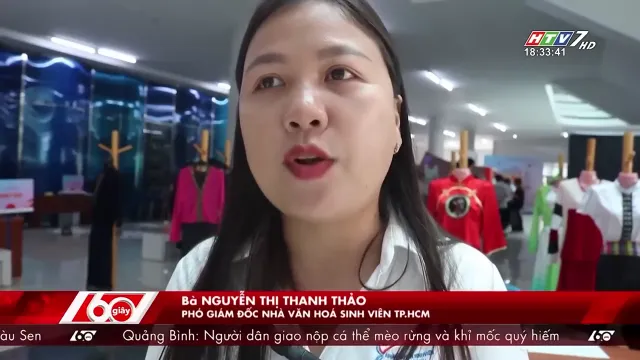 HTV7 HD
18:33:41
Bà NGUYỄN THỊ THANH THẢO
PHÓ GIÁM ĐỐC NHÀ VĂN HOÁ SINH VIÊN TP.HCM
60 giây
àu Sen 60 Quảng Bình: Người dân giao nộp cá thể mèo rừng và khỉ mốc quý hiếm 60